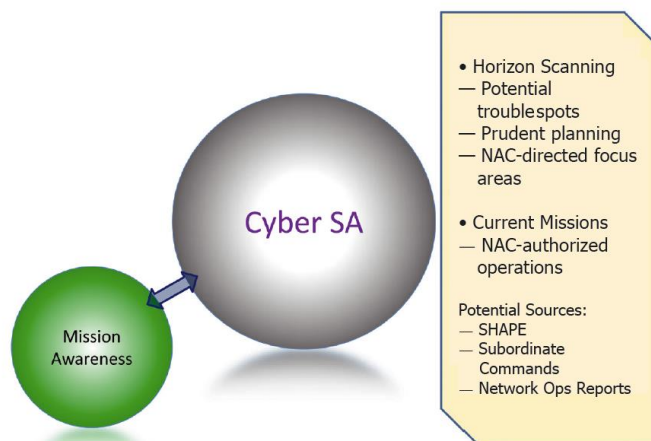 Cyber SA
Mission
Awareness
• Horizon Scanning
— Potential
troublespots
— Prudent planning
— NAC-directed focus
areas
• Current Missions
— NAC-authorized
operations
Potential Sources:
— SHAPE
— Subordinate
Commands
— Network Ops Reports